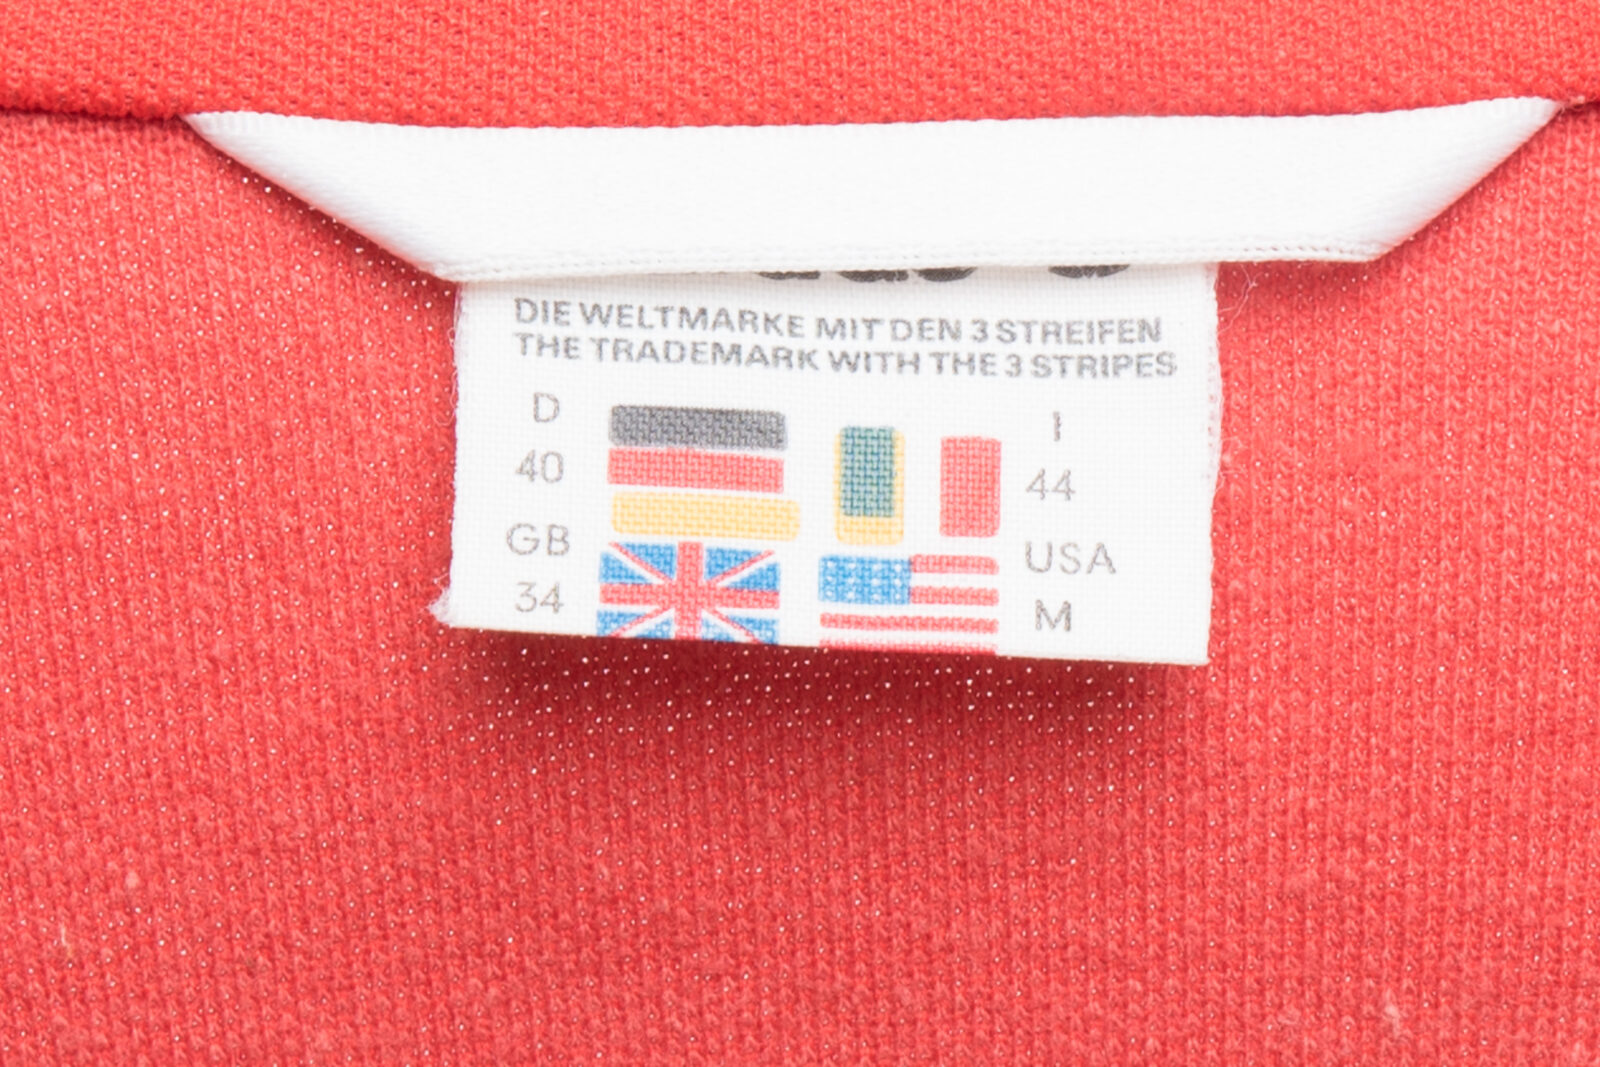 DIE WELTMARKE MIT DEN 3 STREIFEN
THE TRADEMARK WITH THE 3 STRIPES
D
40
GB
34
I
44
USA
M